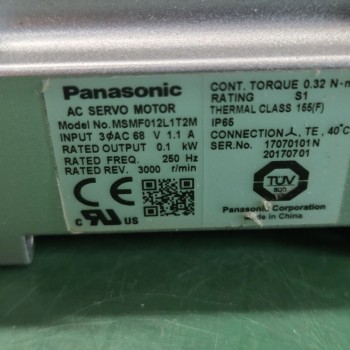 Panasonic
AC SERVO MOTOR
Model No. MSMF012L1T2M
INPUT 3ØAC 68 V 1.1 A
RATED OUTPUT 0.1 kW
RATED FREQ. 250 Hz
RATED REV. 3000 r/min
C US
CONT. TORQUE 0.32 N·m
RATING S1
THERMAL CLASS 155(F)
IP65
CONNECTION 人, TE, 40°C
SER.No. 17070101N
20170701
TÜV
Panasonic Corporation
Made in China